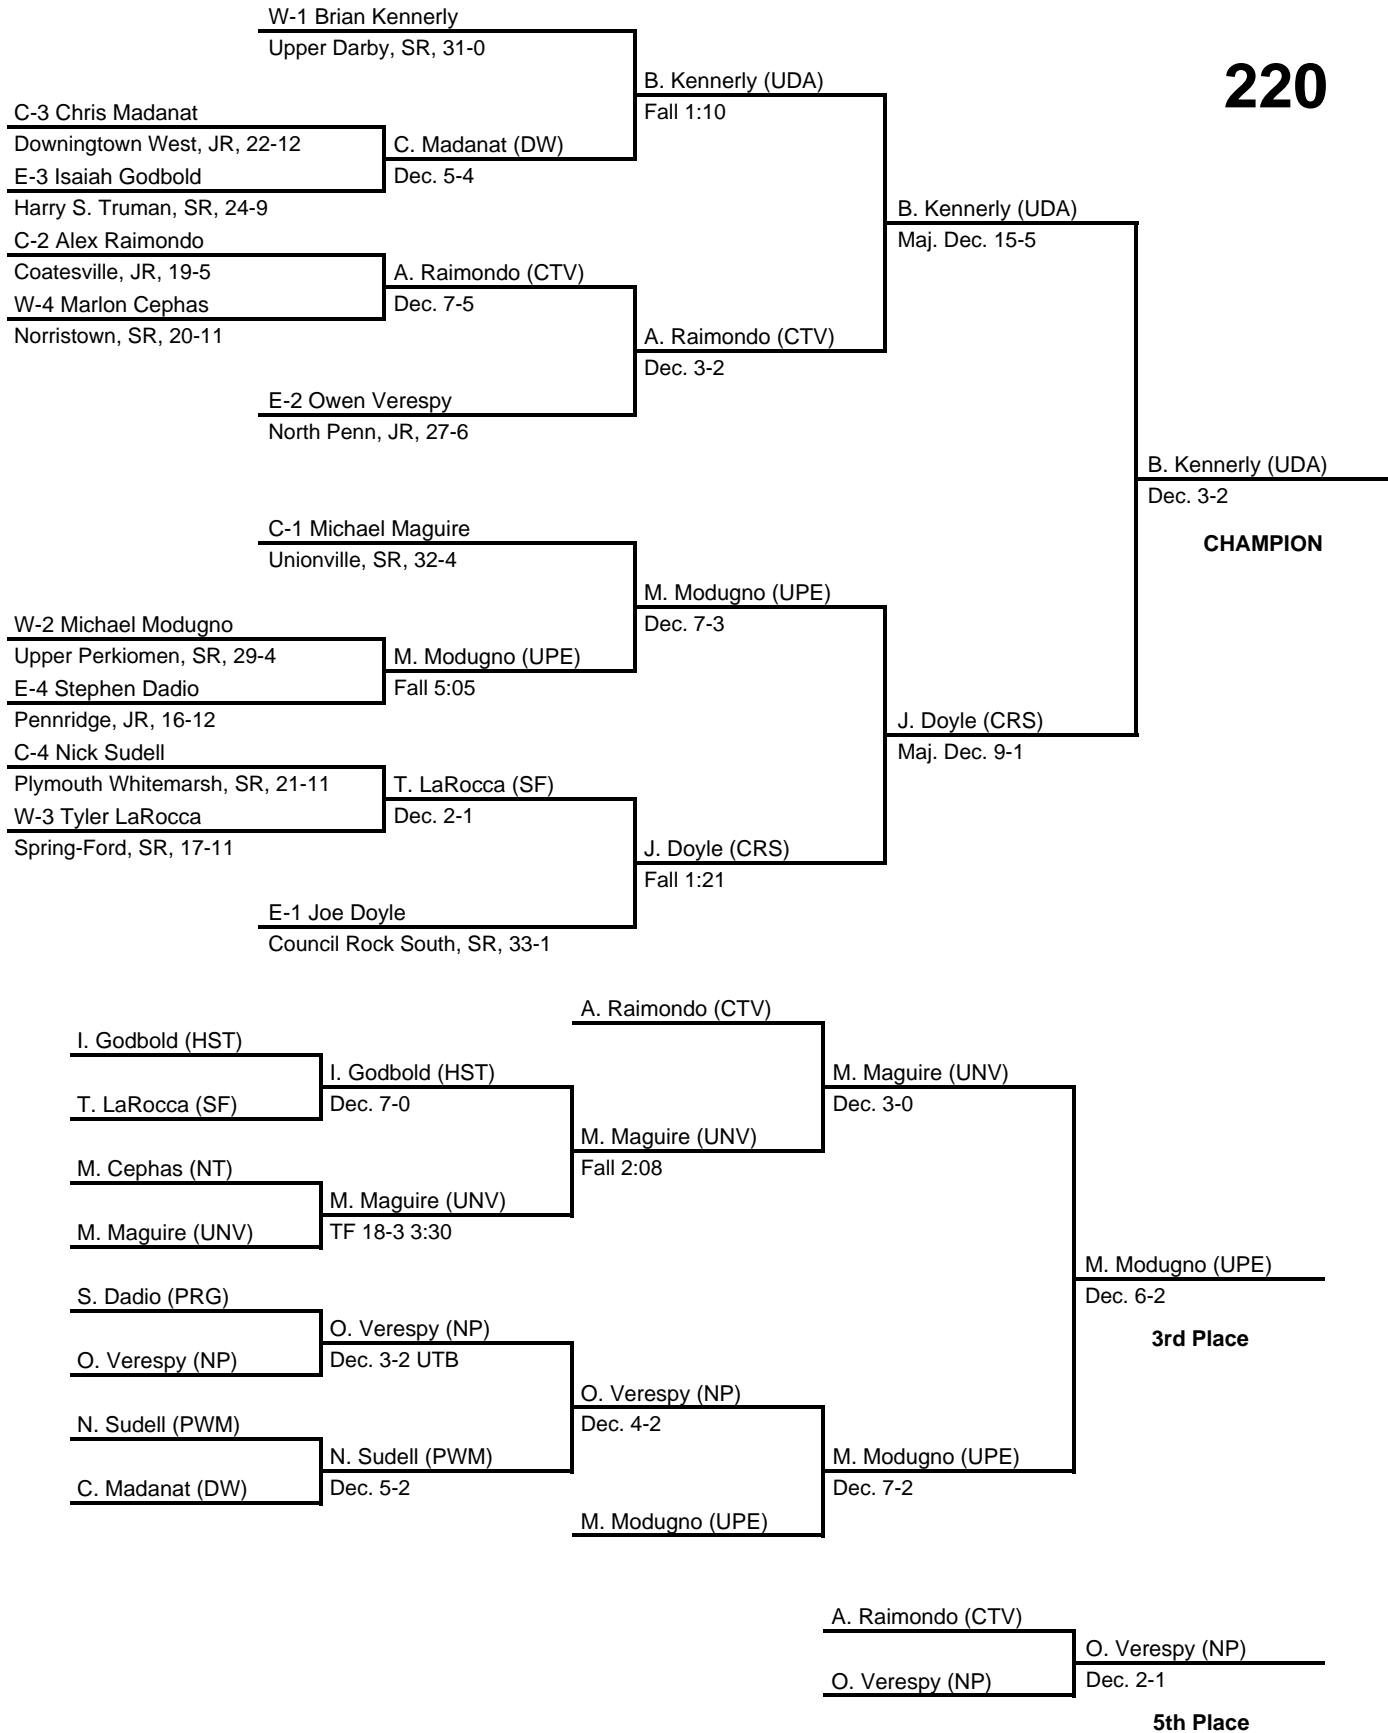 W-1 Brian Kennerly
Upper Darby, SR, 31-0
220
B. Kennerly (UDA)
Fall 1:10
C-3 Chris Madanat
Downingtown West, JR, 22-12
C. Madanat (DW)
Dec. 5-4
E-3 Isaiah Godbold
Harry S. Truman, SR, 24-9
B. Kennerly (UDA)
Maj. Dec. 15-5
C-2 Alex Raimondo
Coatesville, JR, 19-5
A. Raimondo (CTV)
Dec. 7-5
W-4 Marlon Cephas
Norristown, SR, 20-11
A. Raimondo (CTV)
Dec. 3-2
E-2 Owen Verespy
North Penn, JR, 27-6
B. Kennerly (UDA)
Dec. 3-2
CHAMPION
C-1 Michael Maguire
Unionville, SR, 32-4
M. Modugno (UPE)
Dec. 7-3
W-2 Michael Modugno
Upper Perkiomen, SR, 29-4
M. Modugno (UPE)
Fall 5:05
E-4 Stephen Dadio
Pennridge, JR, 16-12
J. Doyle (CRS)
Maj. Dec. 9-1
C-4 Nick Sudell
Plymouth Whitemarsh, SR, 21-11
T. LaRocca (SF)
Dec. 2-1
W-3 Tyler LaRocca
Spring-Ford, SR, 17-11
J. Doyle (CRS)
Fall 1:21
E-1 Joe Doyle
Council Rock South, SR, 33-1
A. Raimondo (CTV)
I. Godbold (HST)
I. Godbold (HST)
Dec. 7-0
T. LaRocca (SF)
M. Maguire (UNV)
Dec. 3-0
M. Maguire (UNV)
Fall 2:08
M. Cephas (NT)
M. Maguire (UNV)
TF 18-3 3:30
M. Maguire (UNV)
M. Modugno (UPE)
Dec. 6-2
3rd Place
S. Dadio (PRG)
O. Verespy (NP)
Dec. 3-2 UTB
O. Verespy (NP)
O. Verespy (NP)
Dec. 4-2
N. Sudell (PWM)
N. Sudell (PWM)
Dec. 5-2
C. Madanat (DW)
M. Modugno (UPE)
Dec. 7-2
M. Modugno (UPE)
A. Raimondo (CTV)
O. Verespy (NP)
Dec. 2-1
O. Verespy (NP)
5th Place